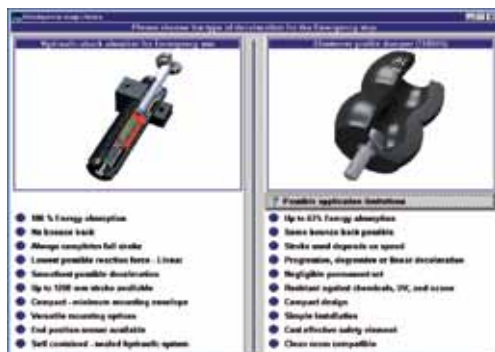 Please choose the type of deceleration for the Emergency stop
Hydraulic shock absorber for Emergency use
Elastomer profile damper (TUBUS)
? Possible application limitations
100 % Energy absorption
No bounce back
Always completes full stroke
Lowest possible reaction force - Linear
Smoothest possible deceleration
Up to 1200 mm stroke available
Compact - minimum mounting envelope
Versatile mounting options
End position sensor available
Self contained - sealed hydraulic system
Up to 63% Energy absorption
Some bounce back possible
Stroke used depends on speed
Progressive, degressive or linear deceleration
Negligible permanent set
Resistant against chemicals, UV, and ozone
Compact design
Simple installation
Cost effective safety element
Clean room compatible